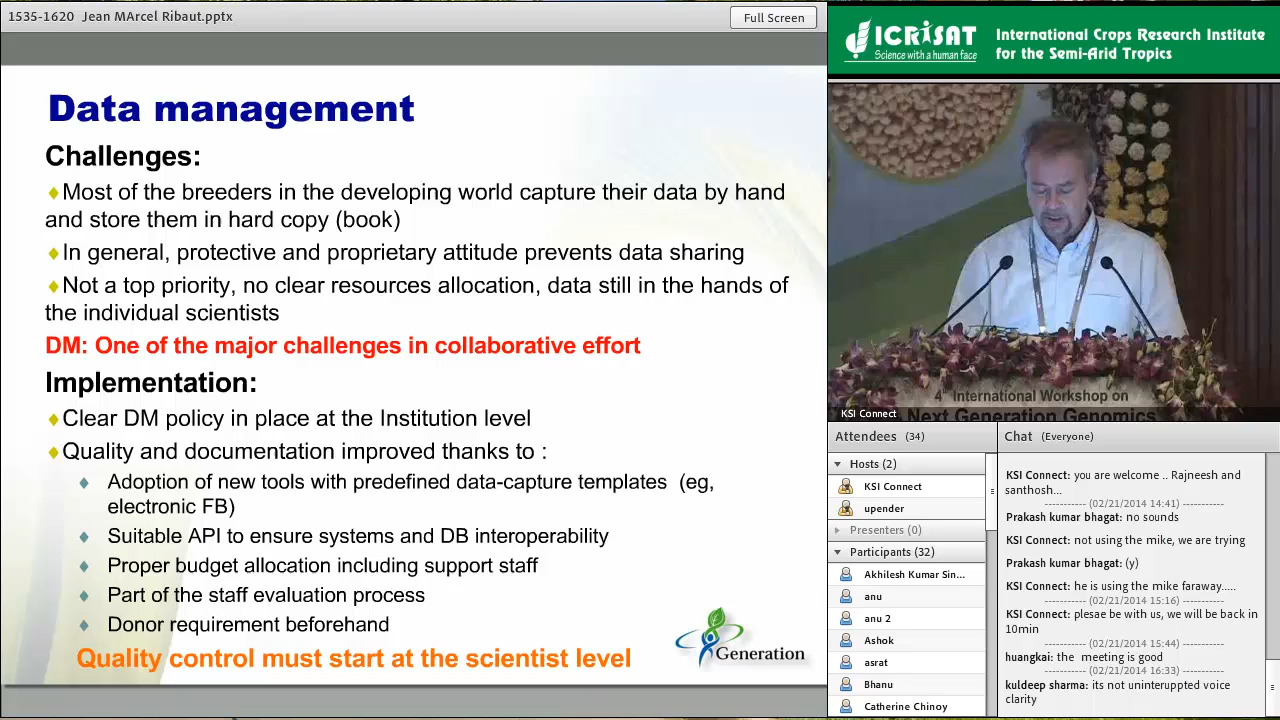 1535-1620 Jean MArcel Ribaut.pptx
Full Screen
Data management
Challenges:
♦Most of the breeders in the developing world capture their data by hand
and store them in hard copy (book)
♦In general, protective and proprietary attitude prevents data sharing
♦Not a top priority, no clear resources allocation, data still in the hands of
the individual scientists
DM: One of the major challenges in collaborative effort
Implementation:
♦Clear DM policy in place at the Institution level
♦Quality and documentation improved thanks to :
♦ Adoption of new tools with predefined data-capture templates (eg,
electronic FB)
♦ Suitable API to ensure systems and DB interoperability
♦ Proper budget allocation including support staff
♦ Part of the staff evaluation process
♦ Donor requirement beforehand
Quality control must start at the scientist level
Generation
ICRISAT
Science with a human face
International Crops Research Institute
for the Semi-Arid Tropics
4 International Workshop on
Next Generation Genomics
KSI Connect
Attendees (34)
Hosts (2)
KSI Connect
upender
Presenters (0)
Participants (32)
Akhilesh Kumar Sin...
anu
anu 2
Ashok
asrat
Bhanu
Catherine Chinoy
Chat (Everyone)
KSI Connect: you are welcome .. Rajneesh and
santhosh...
----------- (02/21/2014 14:41) -----------
Prakash kumar bhagat: no sounds
KSI Connect: not using the mike, we are trying
Prakash kumar bhagat: (y)
KSI Connect: he is using the mike faraway.....
----------- (02/21/2014 15:16) -----------
KSI Connect: plesae be with us, we will be back in
10min
----------- (02/21/2014 15:44) -----------
huangkai: the meeting is good
----------- (02/21/2014 16:33) -----------
kuldeep sharma: its not uninteruppted voice
clarity